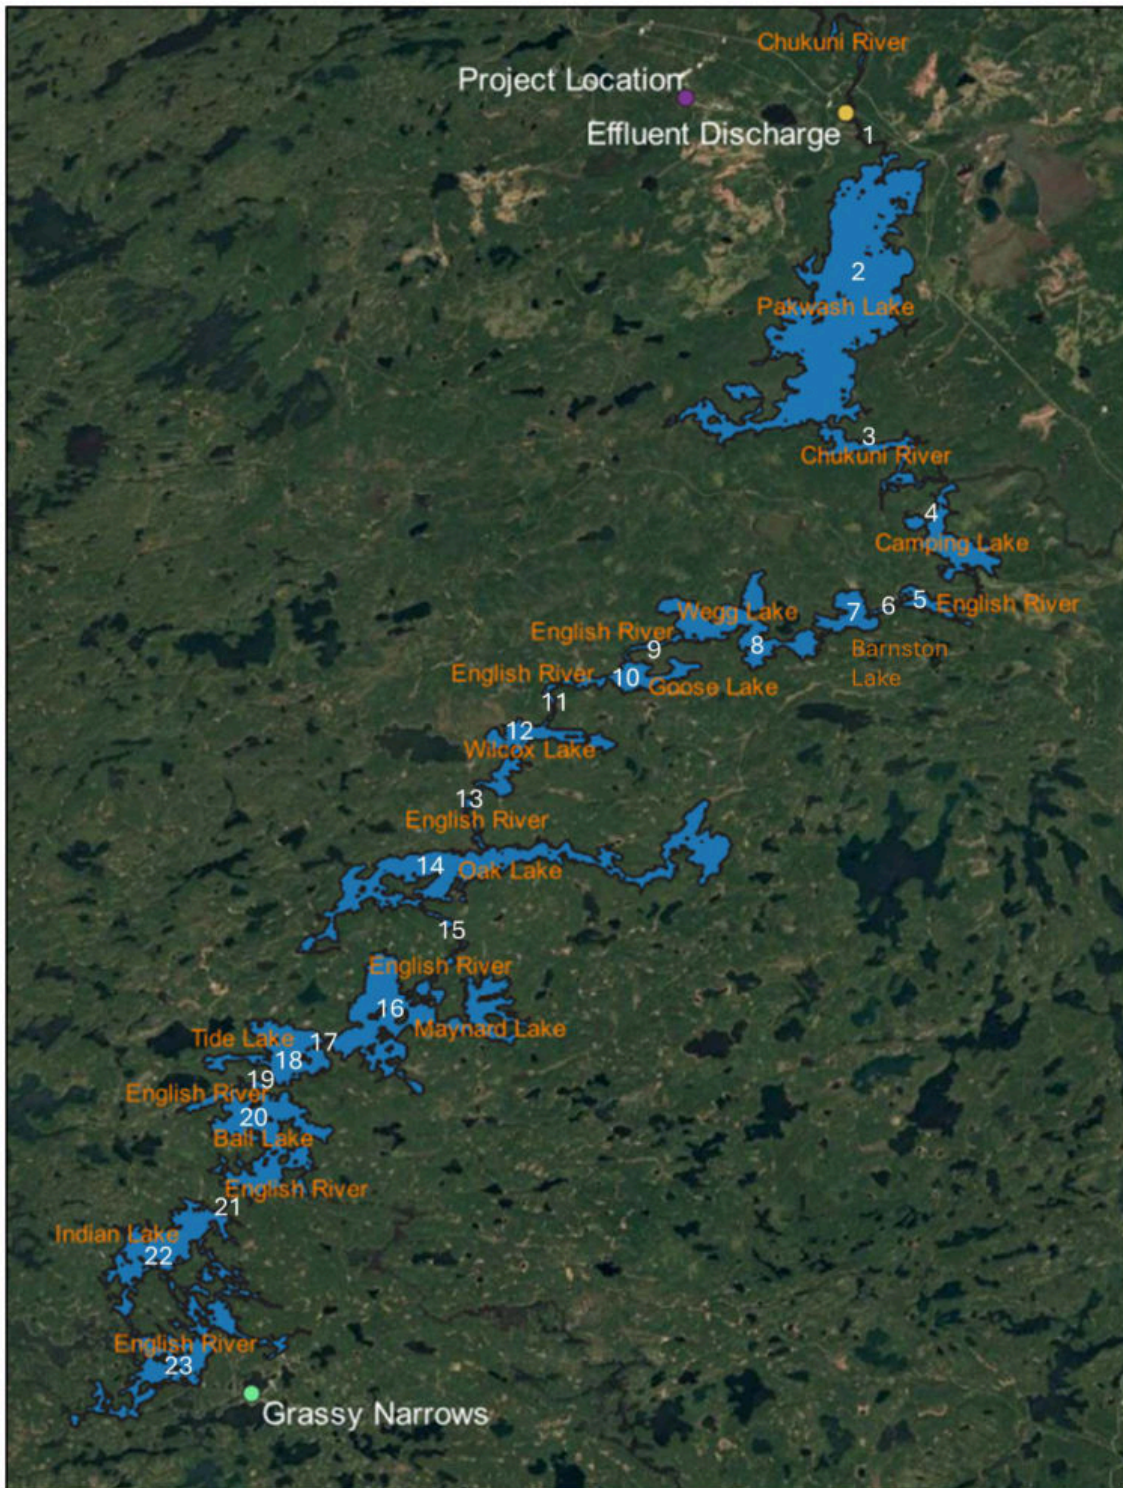 Chukuni River
Project Location
Effluent Discharge
1
2
Pakwash Lake
3
Chukuni River
4
Camping Lake
5
English River
6
7
Wegg Lake
English River
8
Barnston
Lake
9
English River
10
Goose Lake
11
12
Wilcox Lake
13
English River
14
Oak Lake
15
English River
16
Maynard Lake
Tide Lake
17
18
19
English River
20
Ball Lake
English River
21
Indian Lake
22
English River
23
Grassy Narrows